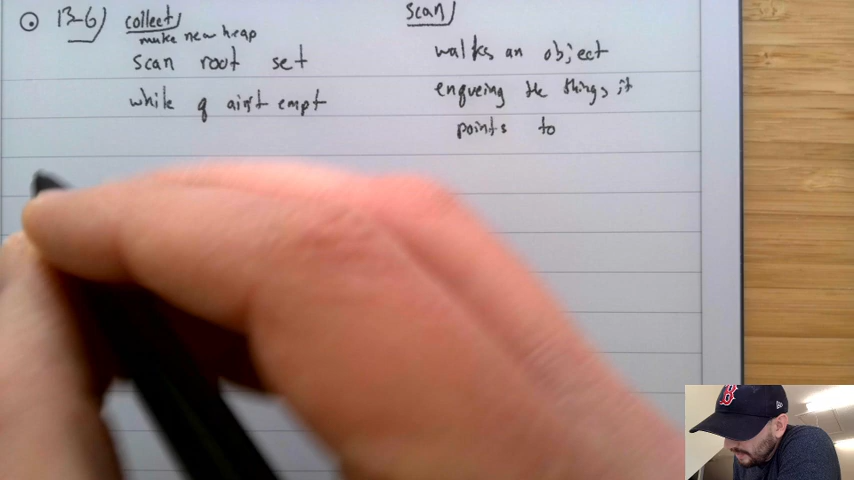 13-6) collect/
make new heap
scan root set
while q ain't empt
scan/
walks an object
enqueing the things it
points to
B